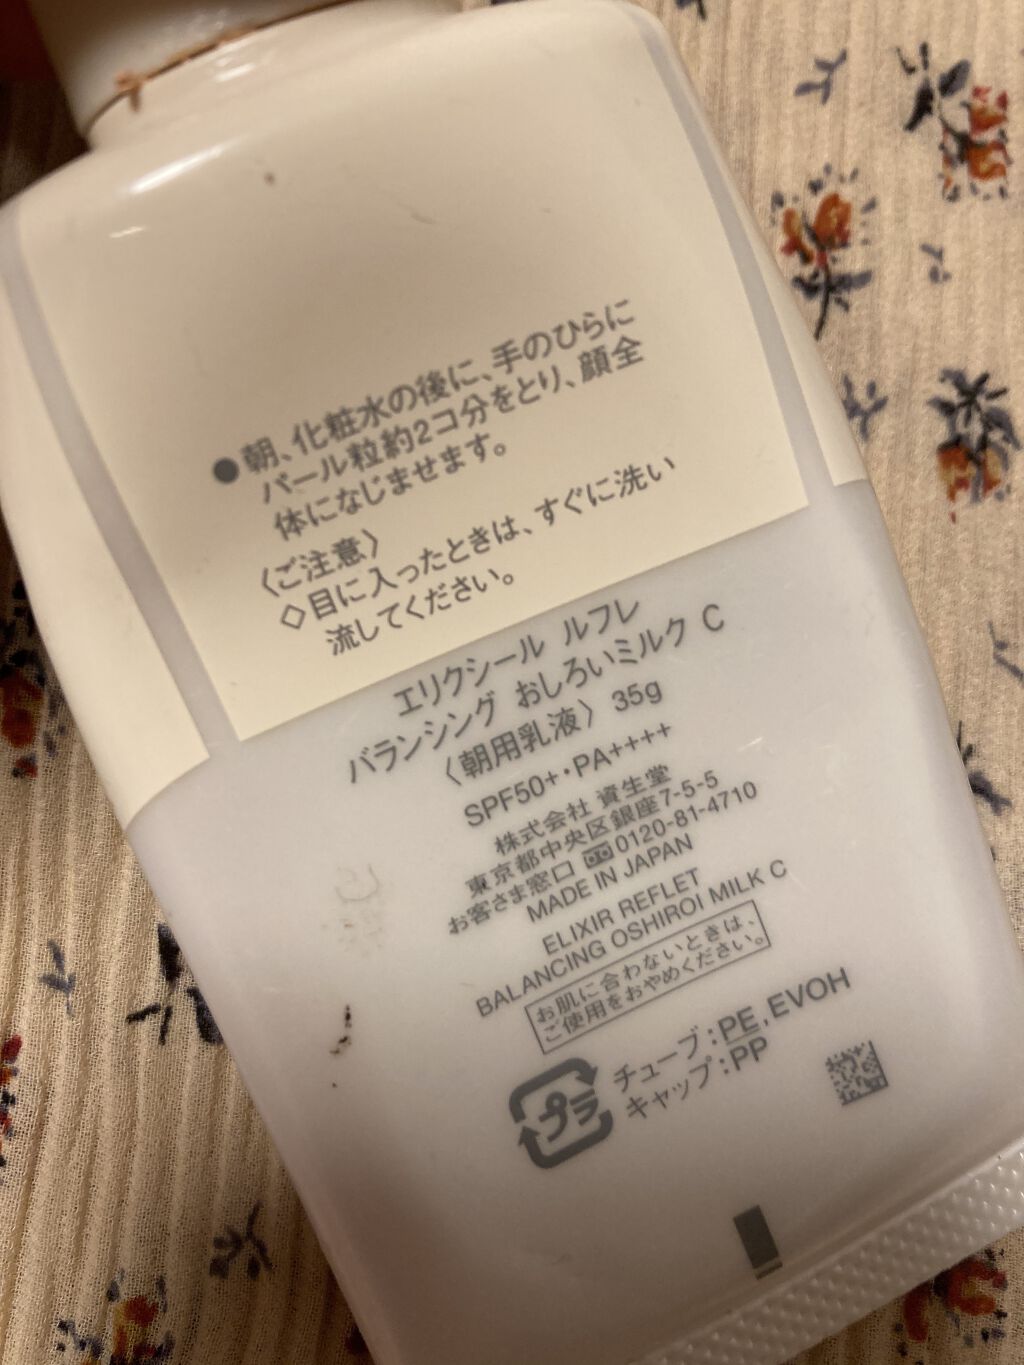 ●朝、化粧水の後に、手のひらに
パール粒約2コ分をとり、顔全
体になじませます。
〈ご注意〉
◇目に入ったときは、すぐに洗い
流してください。
エリクシール ルフレ
バランシング おしろいミルク C
〈朝用乳液〉 35g
SPF50+・PA++++
株式会社 資生堂
東京都中央区銀座7-5-5
お客さま窓口 0120-81-4710
MADE IN JAPAN
ELIXIR REFLET
BALANCING OSHIROI MILK C
お肌に合わないときは、
ご使用をおやめください。
プラ
チューブ:PE,EVOH
キャップ:PP